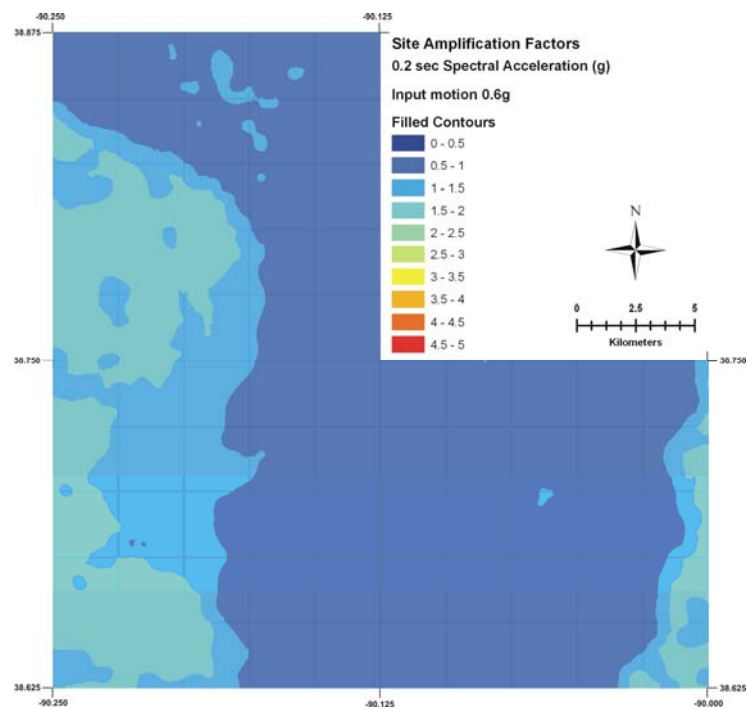 -90.250
-90.125
38.875
Site Amplification Factors
0.2 sec Spectral Acceleration (g)
Input motion 0.6g
Filled Contours
0 - 0.5
0.5 - 1
1 - 1.5
1.5 - 2
2 - 2.5
2.5 - 3
3 - 3.5
3.5 - 4
4 - 4.5
4.5 - 5
N
0 2.5 5
Kilometers
38.750
38.750
38.625
38.625
-90.250
-90.125
-90.000